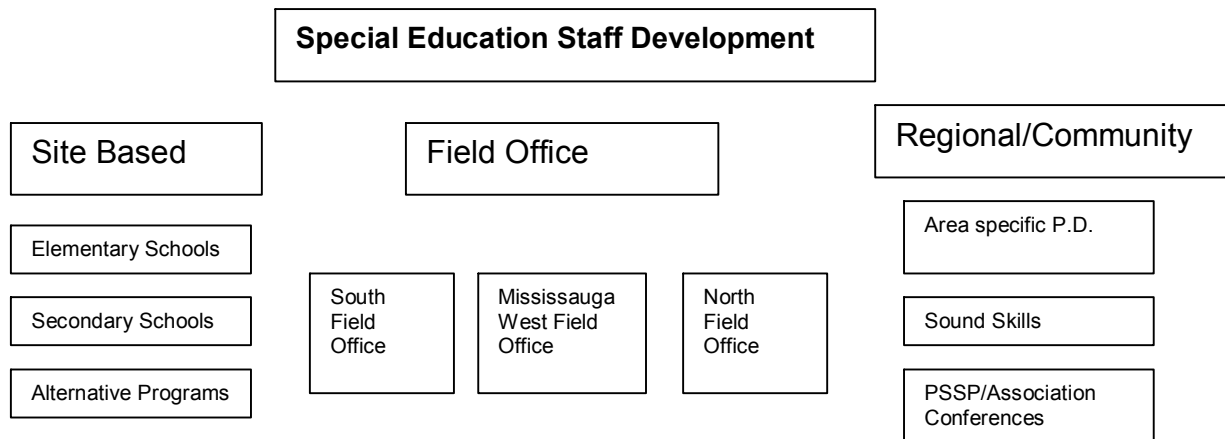 Special Education Staff Development
Site Based
Elementary Schools
Secondary Schools
Alternative Programs
Field Office
South
Field
Office
Mississauga
West Field
Office
North
Field
Office
Regional/Community
Area specific P.D.
Sound Skills
PSSP/Association
Conferences